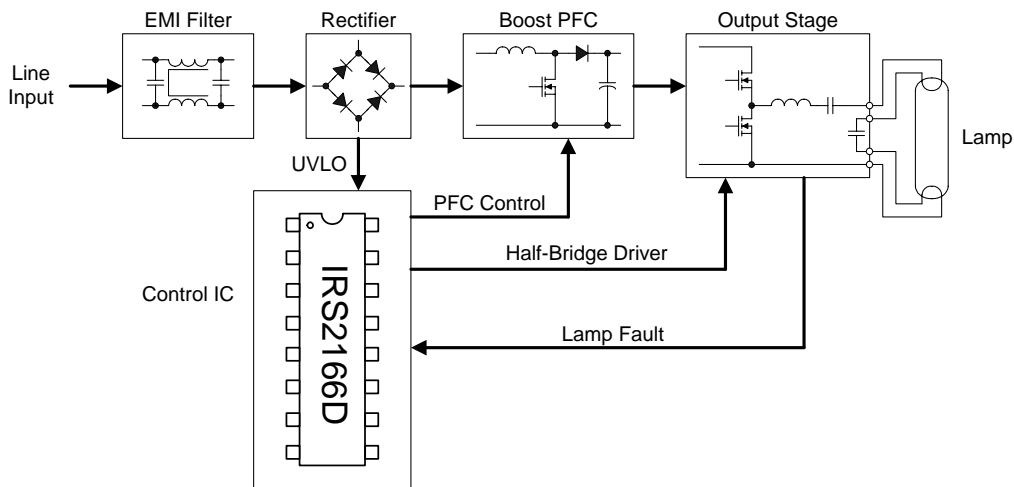 EMI Filter
Rectifier
Boost PFC
Output Stage
Line
Input
Lamp
UVLO
PFC Control
Half-Bridge Driver
Control IC
IRS2166D
Lamp Fault